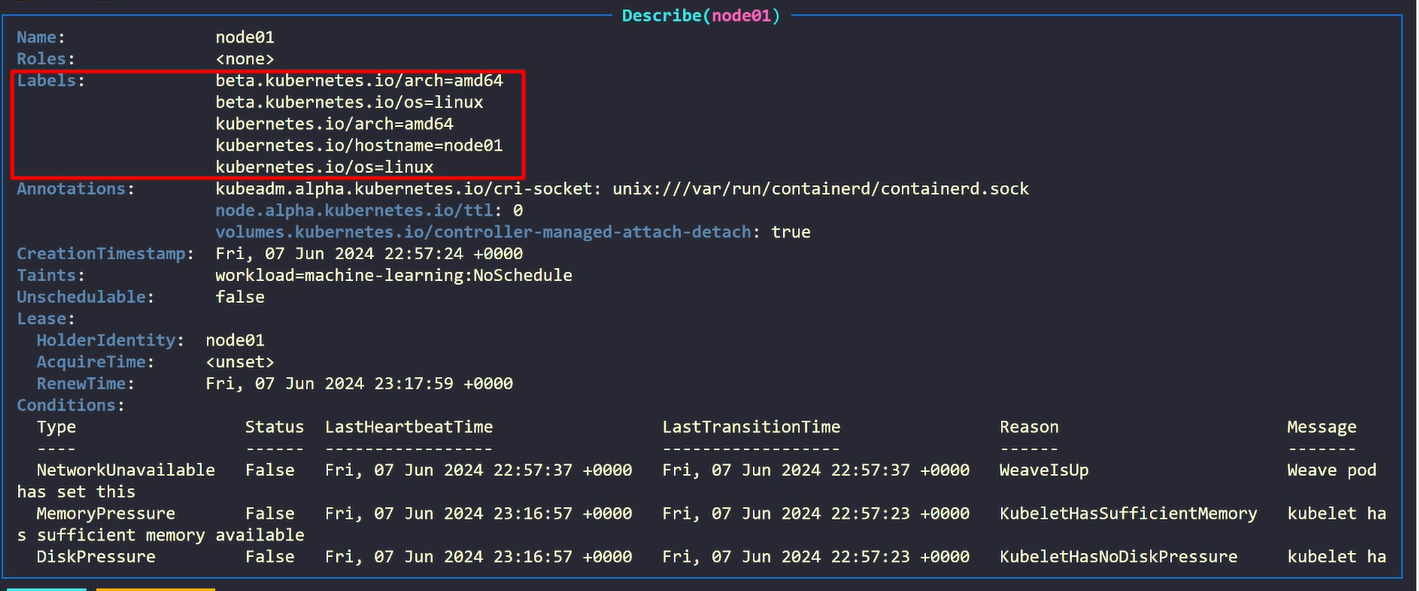 Describe(node01)
Name: node01
Roles: <none>
Labels: beta.kubernetes.io/arch=amd64
beta.kubernetes.io/os=linux
kubernetes.io/arch=amd64
kubernetes.io/hostname=node01
kubernetes.io/os=linux
Annotations: kubeadm.alpha.kubernetes.io/cri-socket: unix:///var/run/containerd/containerd.sock
node.alpha.kubernetes.io/ttl: 0
volumes.kubernetes.io/controller-managed-attach-detach: true
CreationTimestamp: Fri, 07 Jun 2024 22:57:24 +0000
Taints: workload=machine-learning:NoSchedule
Unschedulable: false
Lease:
HolderIdentity: node01
AcquireTime: <unset>
RenewTime: Fri, 07 Jun 2024 23:17:59 +0000
Conditions:
Type Status LastHeartbeatTime LastTransitionTime Reason Message
---- ------ ----------------- ------------------ ------ -------
NetworkUnavailable False Fri, 07 Jun 2024 22:57:37 +0000 Fri, 07 Jun 2024 22:57:37 +0000 WeaveIsUp Weave pod
has set this
MemoryPressure False Fri, 07 Jun 2024 23:16:57 +0000 Fri, 07 Jun 2024 22:57:23 +0000 KubeletHasSufficientMemory kubelet ha
s sufficient memory available
DiskPressure False Fri, 07 Jun 2024 23:16:57 +0000 Fri, 07 Jun 2024 22:57:23 +0000 KubeletHasNoDiskPressure kubelet ha